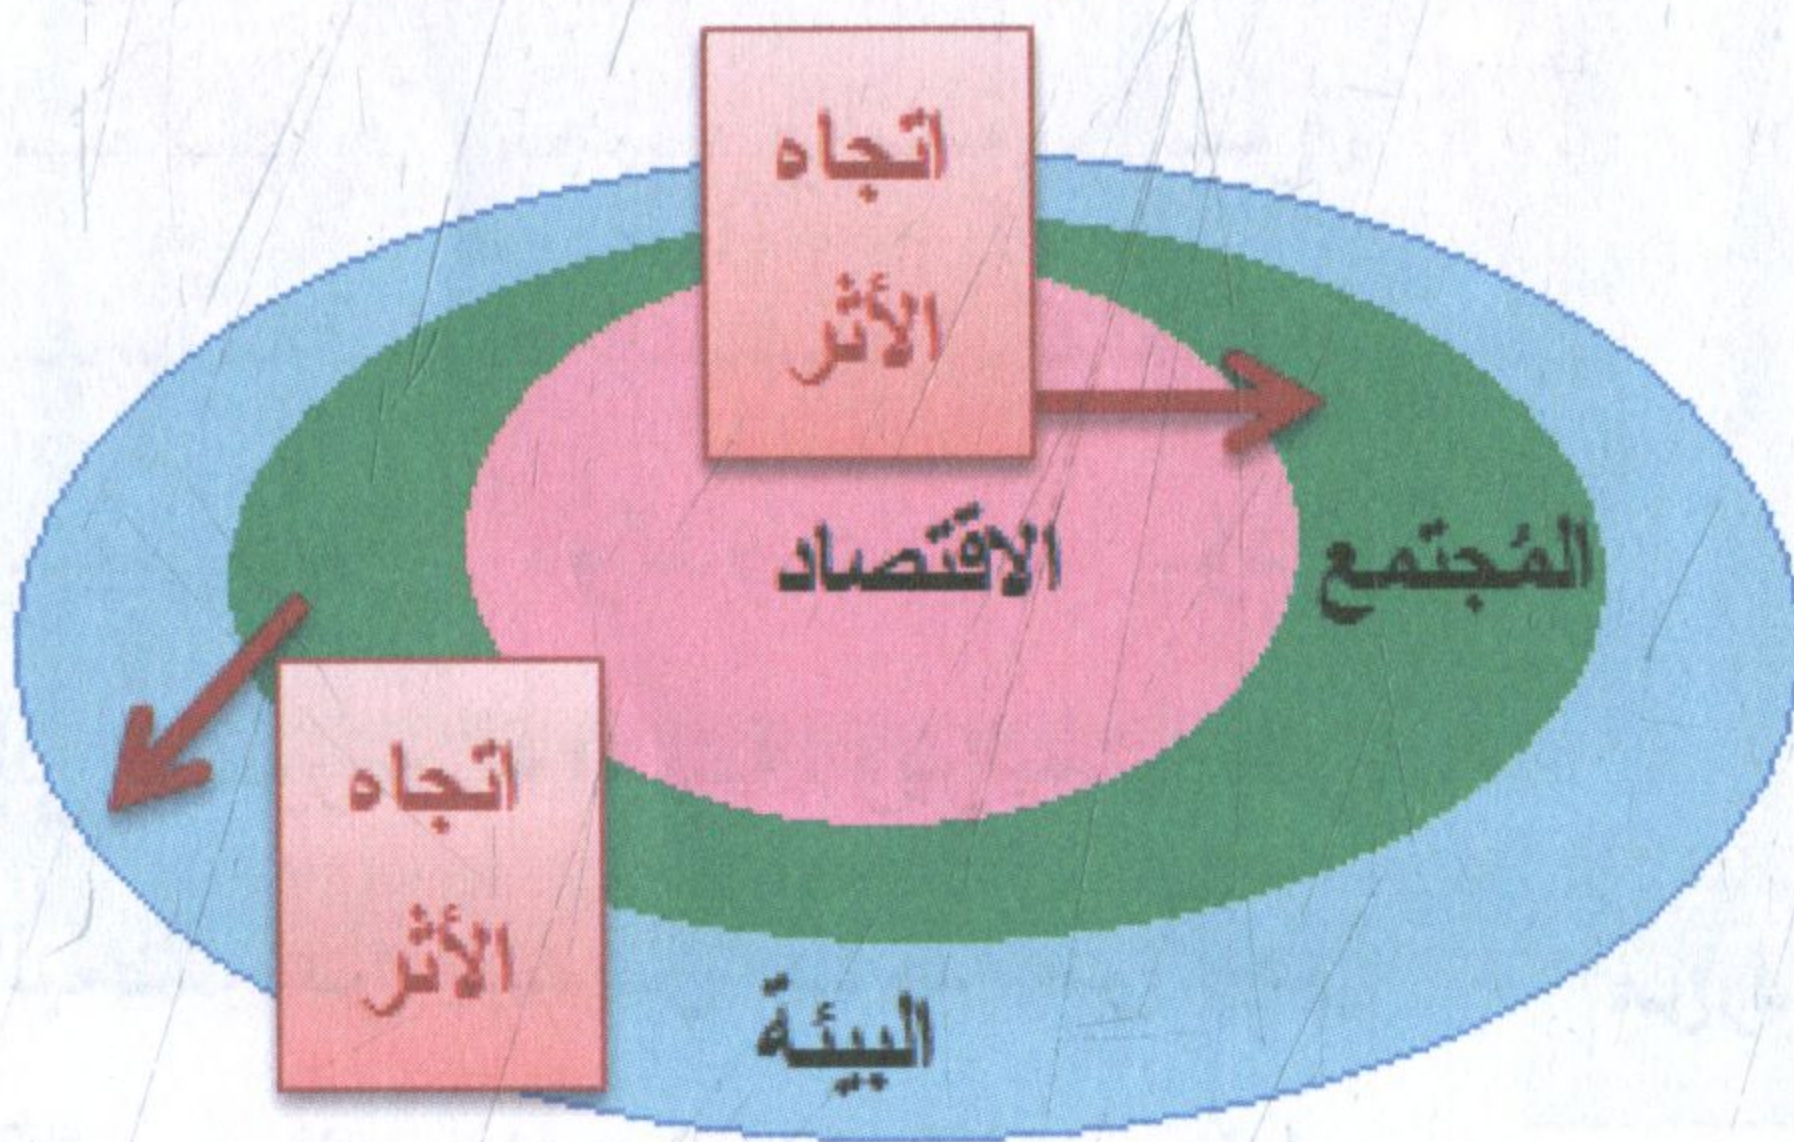 اتجاه
الأثر
الاقتصاد
المُجتمع
اتجاه
الأثر
البيئة